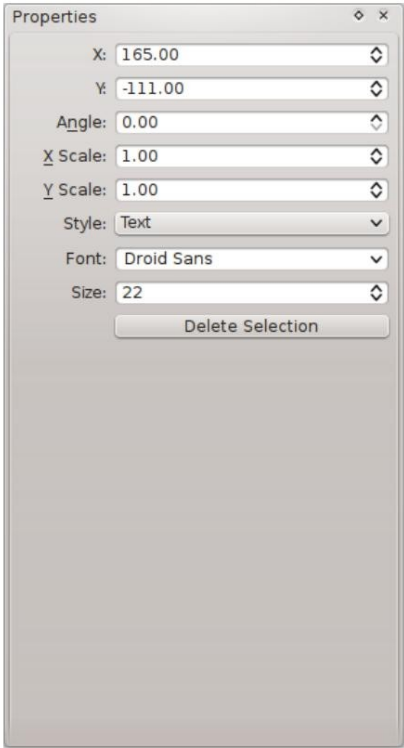 Properties
X: 165.00
Y: -111.00
Angle: 0.00
X Scale: 1.00
Y Scale: 1.00
Style: Text
Font: Droid Sans
Size: 22
Delete Selection